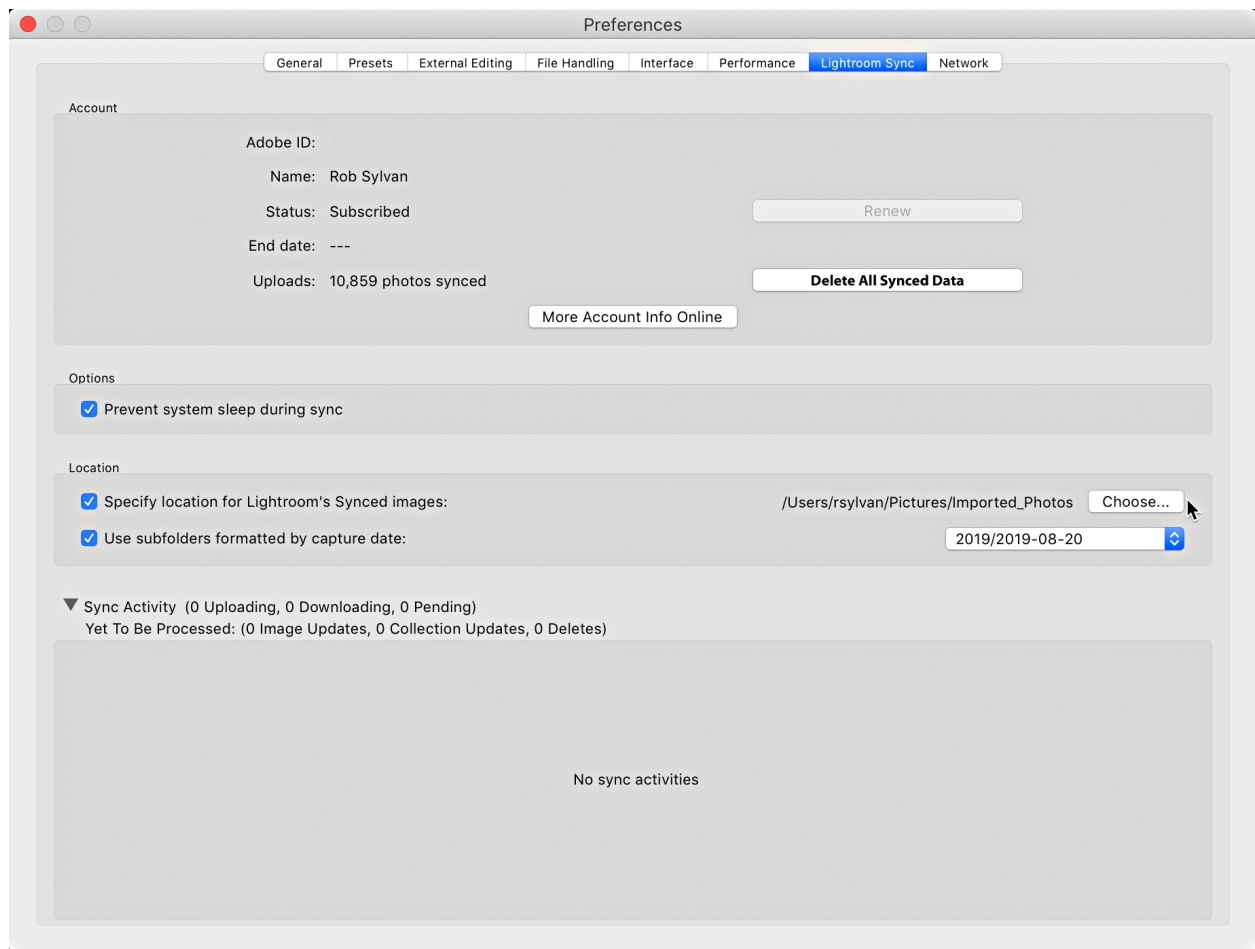 Preferences
General Presets External Editing File Handling Interface Performance Lightroom Sync Network
Account
Adobe ID:
Name: Rob Sylvan
Status: Subscribed Renew
End date: ---
Uploads: 10,859 photos synced Delete All Synced Data
More Account Info Online
Options
Prevent system sleep during sync
Location
Specify location for Lightroom's Synced images: /Users/rsylvan/Pictures/Imported_Photos Choose...
Use subfolders formatted by capture date: 2019/2019-08-20
Sync Activity (0 Uploading, 0 Downloading, 0 Pending)
Yet To Be Processed: (0 Image Updates, 0 Collection Updates, 0 Deletes)
No sync activities